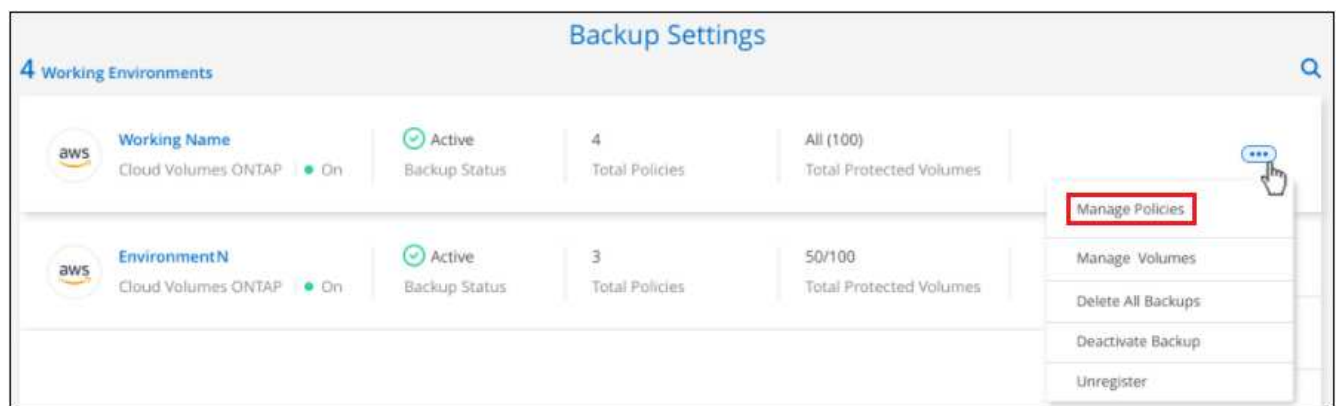 Backup Settings
4 Working Environments
aws
Working Name
Cloud Volumes ONTAP
On
Active
Backup Status
4
Total Policies
All (100)
Total Protected Volumes
Manage Policies
Manage Volumes
Delete All Backups
Deactivate Backup
Unregister
aws
EnvironmentN
Cloud Volumes ONTAP
On
Active
Backup Status
3
Total Policies
50/100
Total Protected Volumes